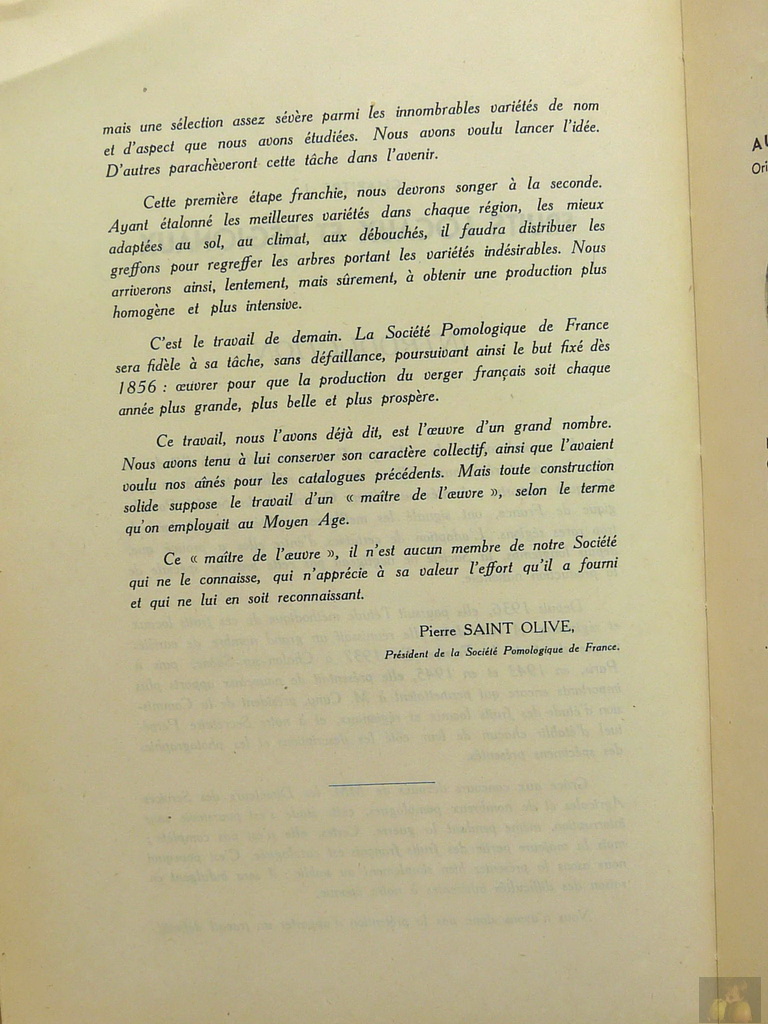 mais une sélection assez sévère parmi les innombrables variétés de nom
et d'aspect que nous avons étudiées. Nous avons voulu lancer l'idée.
D'autres parachèveront cette tâche dans l'avenir.
Cette première étape franchie, nous devrons songer à la seconde.
Ayant étalonné les meilleures variétés dans chaque région, les mieux
adaptées au sol, au climat, aux débouchés, il faudra distribuer les
greffons pour regreffer les arbres portant les variétés indésirables. Nous
arriverons ainsi, lentement, mais sûrement, à obtenir une production plus
homogène et plus intensive.
C'est le travail de demain. La Société Pomologique de France
sera fidèle à sa tâche, sans défaillance, poursuivant ainsi le but fixé dès
1856 : œuvrer pour que la production du verger français soit chaque
année plus grande, plus belle et plus prospère.
Ce travail, nous l'avons déjà dit, est l'œuvre d'un grand nombre.
Nous avons tenu à lui conserver son caractère collectif, ainsi que l'avaient
voulu nos aînés pour les catalogues précédents. Mais toute construction
solide suppose le travail d'un « maître de l'œuvre », selon le terme
qu'on employait au Moyen Age.
Ce « maître de l'œuvre », il n'est aucun membre de notre Société
qui ne le connaisse, qui n'apprécie à sa valeur l'effort qu'il a fourni
et qui ne lui en soit reconnaissant.
Pierre SAINT OLIVE,
Président de la Société Pomologique de France.